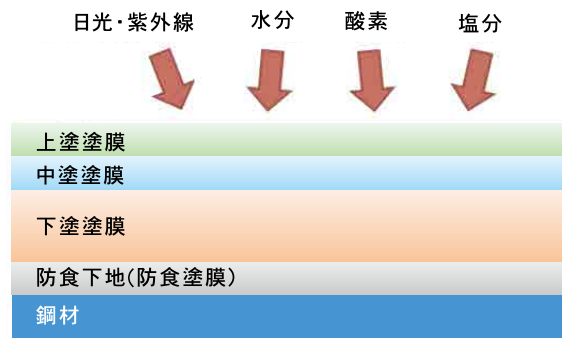 日光・紫外線 水分 酸素 塩分
上塗塗膜
中塗塗膜
下塗塗膜
防食下地(防食塗膜)
鋼材